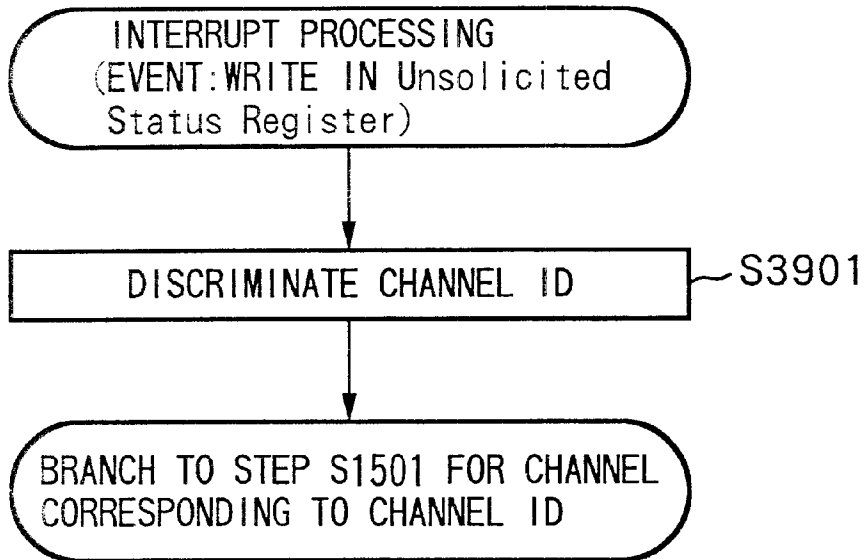 INTERRUPT PROCESSING
(EVENT:WRITE IN Unsolicited
Status Register)
DISCRIMINATE CHANNEL ID
S3901
BRANCH TO STEP S1501 FOR CHANNEL
CORRESPONDING TO CHANNEL ID